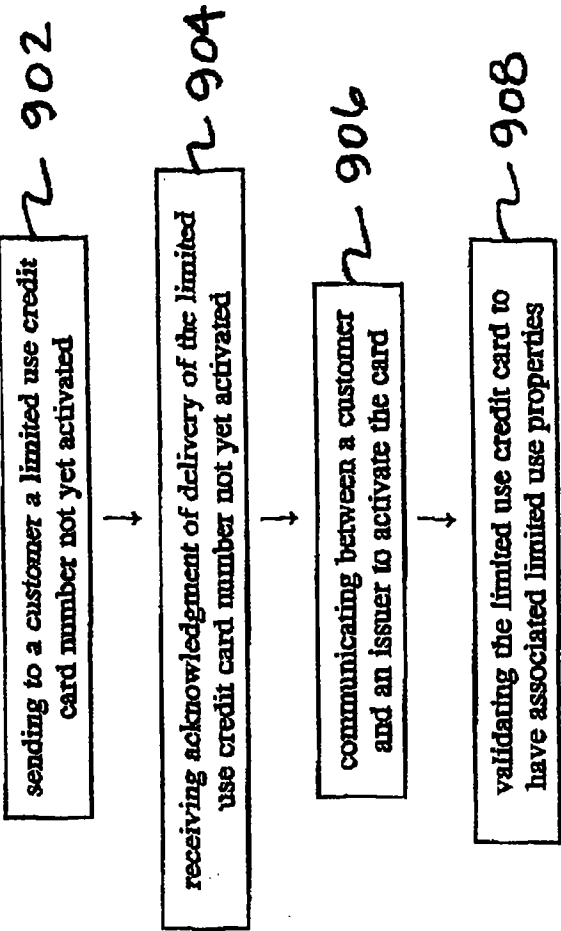 sending to a customer a limited use credit
card number not yet activated
902
↓
receiving acknowledgment of delivery of the limited
use credit card number not yet activated
904
↓
communicating between a customer
and an issuer to activate the card
906
↓
validating the limited use credit card to
have associated limited use properties
908